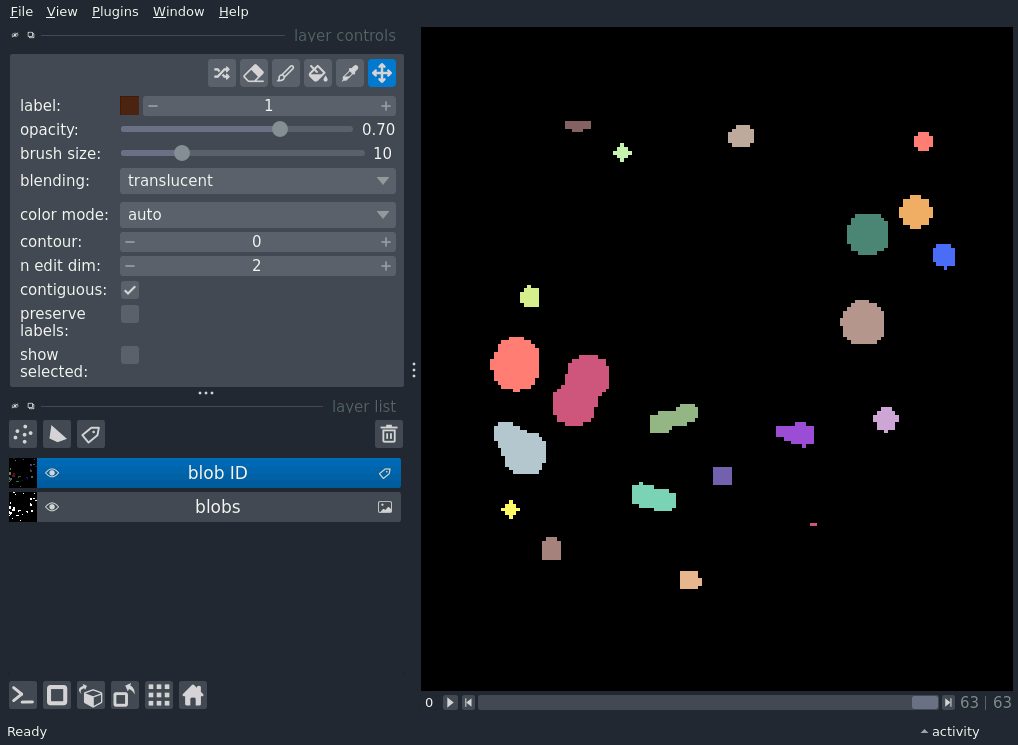 File View Plugins Window Help
layer controls
label: 1
opacity: 0.70
brush size: 10
blending: translucent
color mode: auto
contour: 0
n edit dim: 2
contiguous:
preserve
labels:
show
selected:
layer list
blob ID
blobs
0 63 | 63
Ready activity